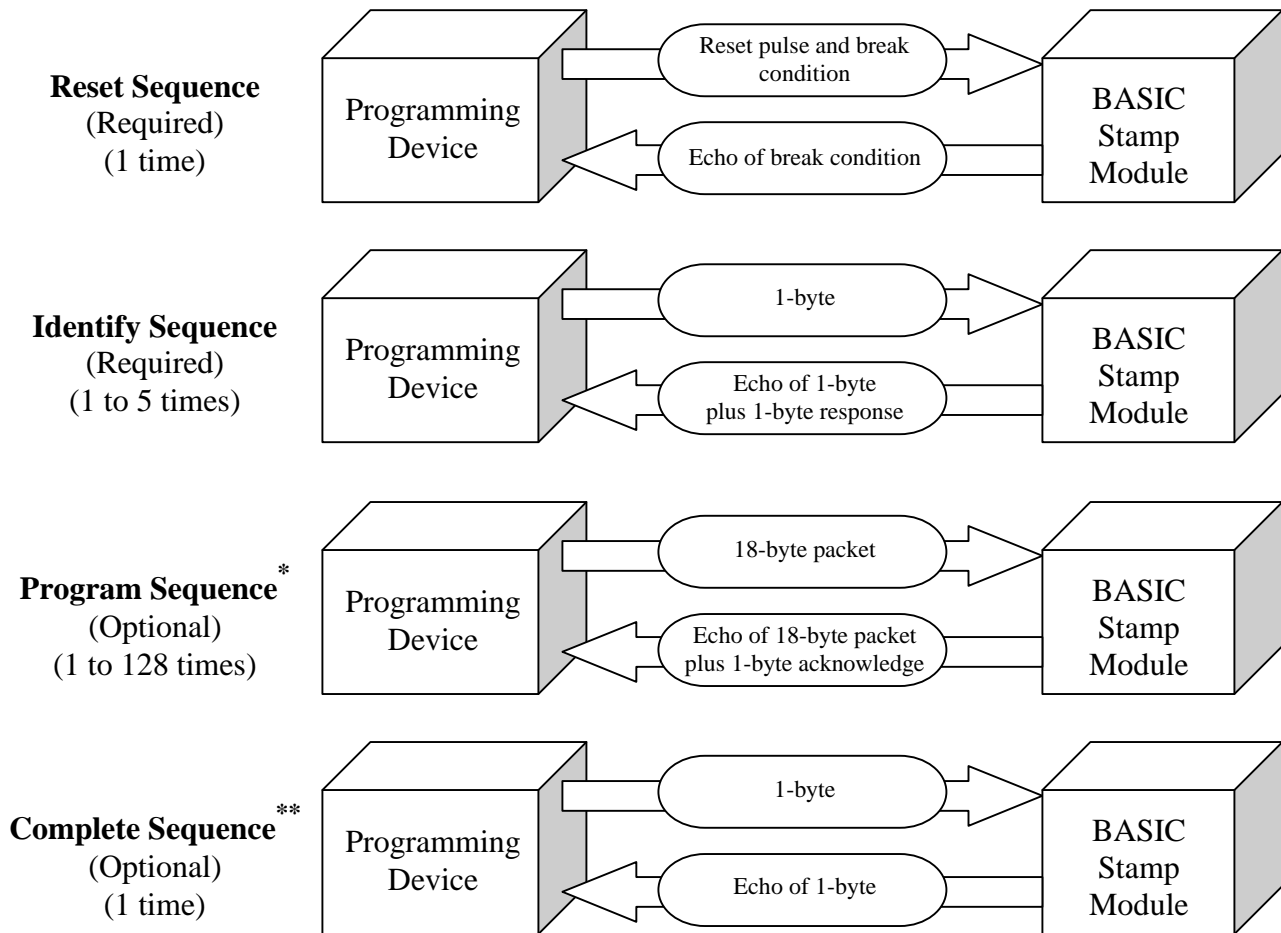 Reset Sequence
(Required)
(1 time)
Programming
Device
Reset pulse and break
condition
Echo of break condition
BASIC
Stamp
Module
Identify Sequence
(Required)
(1 to 5 times)
Programming
Device
1-byte
Echo of 1-byte
plus 1-byte response
BASIC
Stamp
Module
Program Sequence*
(Optional)
(1 to 128 times)
Programming
Device
18-byte packet
Echo of 18-byte packet
plus 1-byte acknowledge
BASIC
Stamp
Module
Complete Sequence**
(Optional)
(1 time)
Programming
Device
1-byte
Echo of 1-byte
BASIC
Stamp
Module